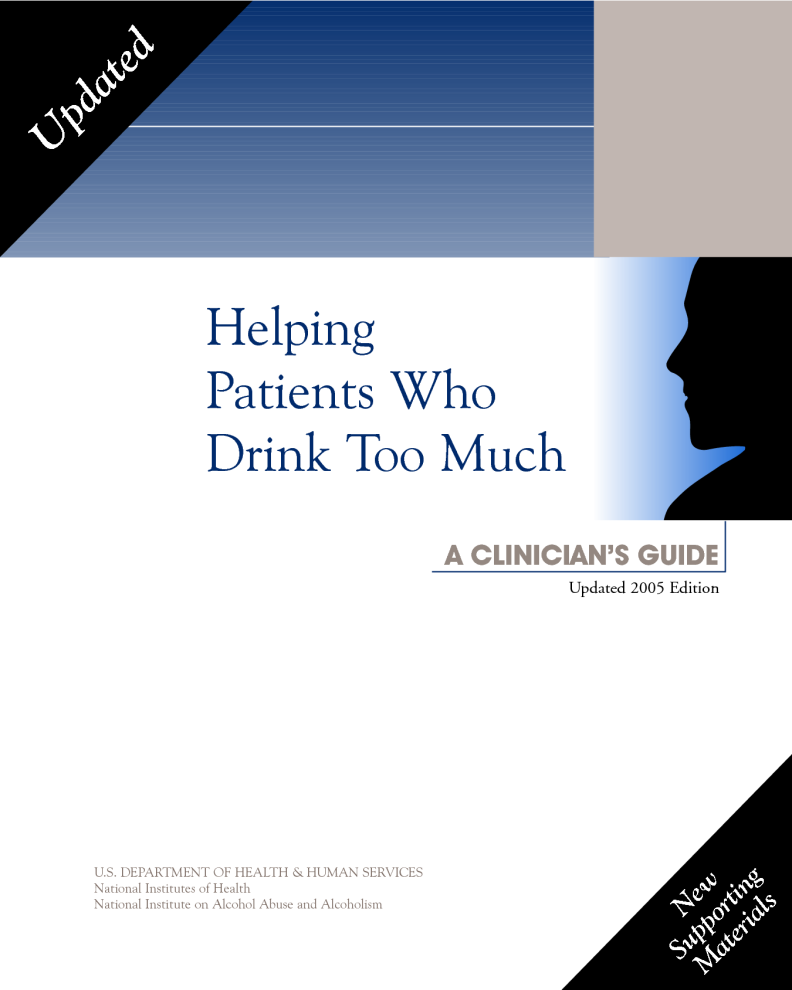 Updated
Helping
Patients Who
Drink Too Much
A CLINICIAN'S GUIDE
Updated 2005 Edition
U.S. DEPARTMENT OF HEALTH & HUMAN SERVICES
National Institutes of Health
National Institute on Alcohol Abuse and Alcoholism
New
Supporting
Materials